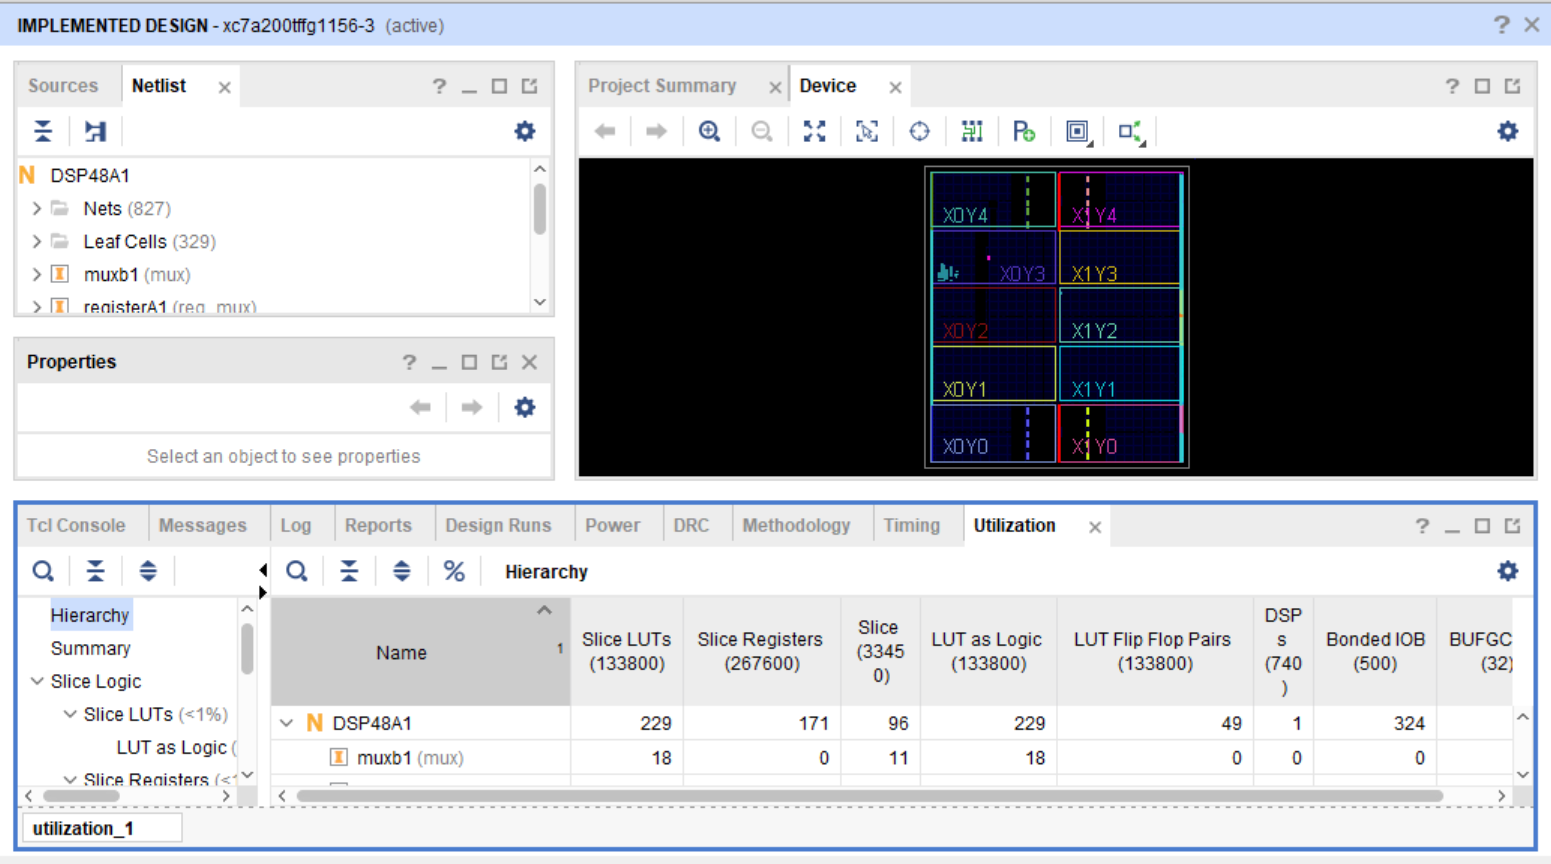 IMPLEMENTED DESIGN - xc7a200tffg1156-3 (active)
Sources Netlist
DSP48A1
Nets (827)
Leaf Cells (329)
muxb1 (mux)
registerA1 (reg_mux)
Properties
Select an object to see properties
Project Summary Device
X0Y4 X1Y4
X0Y3 X1Y3
X0Y2 X1Y2
X0Y1 X1Y1
X0Y0 X1Y0
Tcl Console Messages Log Reports Design Runs Power DRC Methodology Timing Utilization
Hierarchy
Summary
Slice Logic
Slice LUTs (<1%)
LUT as Logic (
Slice Registers (<1
% Hierarchy
Name 1
Slice LUTs
(133800)
Slice Registers
(267600)
Slice
(3345
0)
LUT as Logic
(133800)
LUT Flip Flop Pairs
(133800)
DSP
s
(740
)
Bonded IOB
(500)
BUFGC
(32)
DSP48A1 229 171 96 229 49 1 324
muxb1 (mux) 18 0 11 18 0 0 0
utilization_1